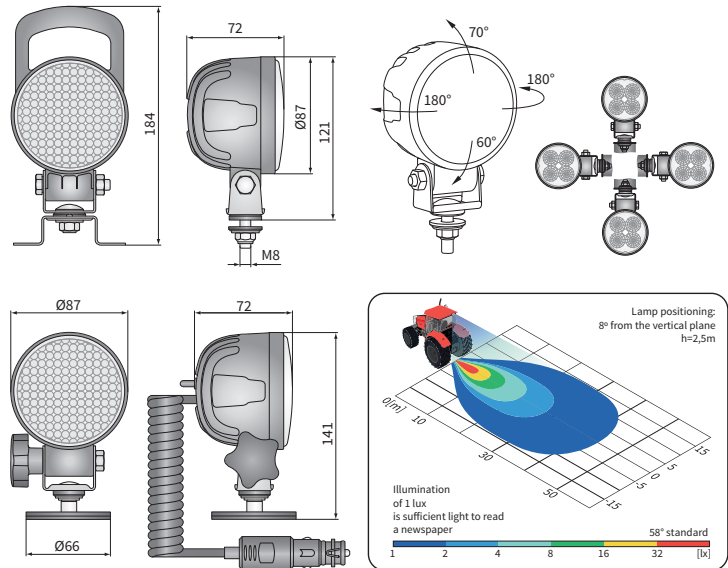 184
72
Ø87
121
M8
70°
180°
180°
60°
Ø87
72
141
Ø66
Lamp positioning:
8º from the vertical plane
h=2,5m
0[m]
10
30
50
15
5
0
-5
-15
Illumination
of 1 lux
is sufficient light to read
a newspaper
58° standard
1 2 4 8 16 32 [lx]